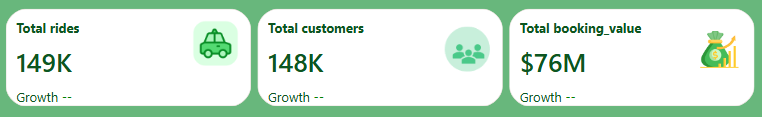 Total rides
149K
Growth --
Total customers
148K
Growth --
Total booking_value
$76M
Growth --